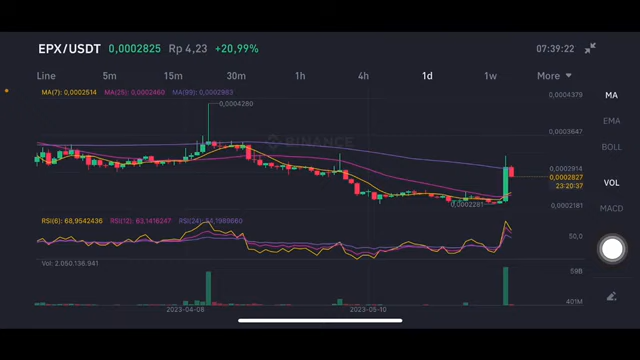 EPX/USDT 0,0002825 Rp 4,23 +20,99% 07:39:22
Line 5m 15m 30m 1h 4h 1d 1w More
MA(7): 0,0002514 MA(25): 0,0002460 MA(99): 0,0002983
0,0004379
MA
0,0004280
EMA
0,0003647
BINANCE
BOLL
0,0002914
0,0002827
23:20:37
VOL
0,0002281
0,0002181
MACD
RSI(6): 68,9542436 RSI(12): 63,1416247 RSI(24): 54,1989660
50,0
Vol: 2.050.136.941
59B
401M
2023-04-08 2023-05-10